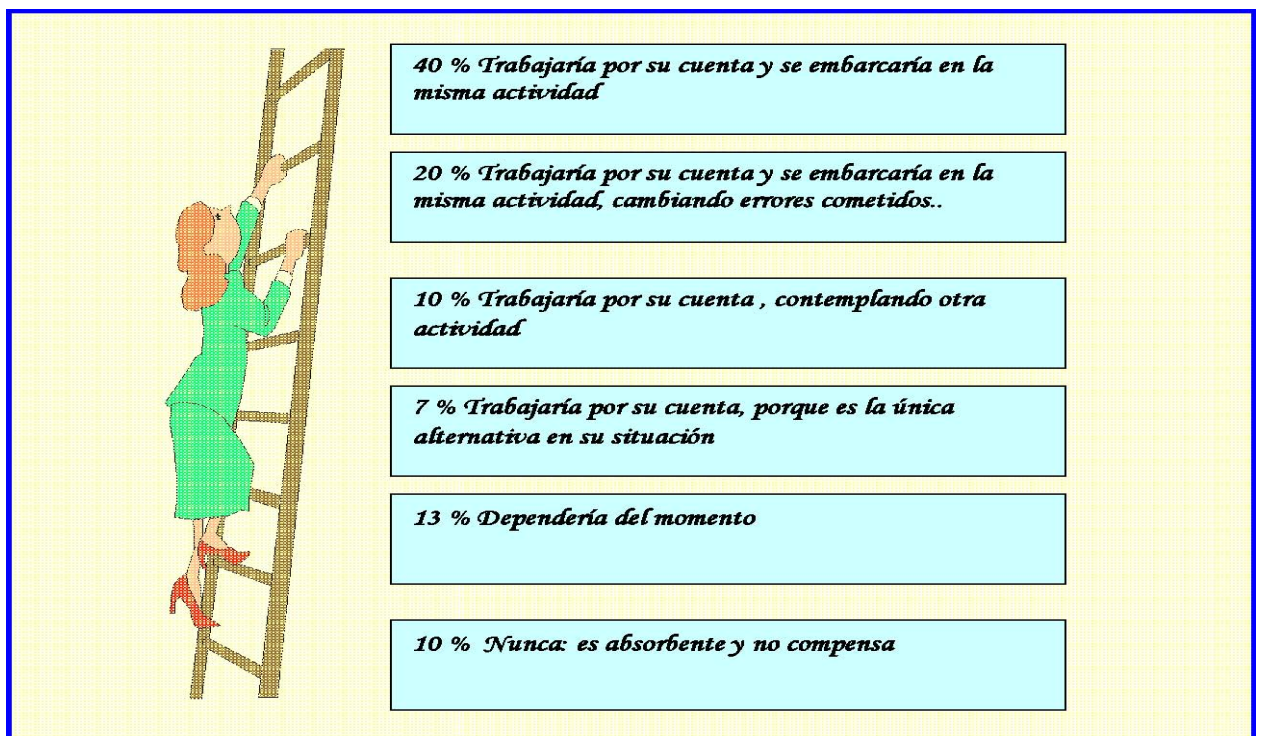 40 % Trabajaría por su cuenta y se embarcaría en la
misma actividad
20 % Trabajaría por su cuenta y se embarcaría en la
misma actividad, cambiando errores cometidos..
10 % Trabajaría por su cuenta , contemplando otra
actividad
7 % Trabajaría por su cuenta, porque es la única
alternativa en su situación
13 % Dependería del momento
10 % Nunca: es absorbente y no compensa